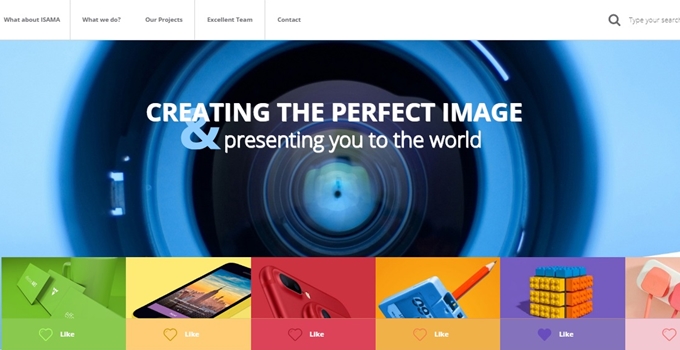 What about ISAMA
What we do?
Our Projects
Excellent Team
Contact
Type your search
CREATING THE PERFECT IMAGE
& presenting you to the world
Like
Like
Like
Like
Like